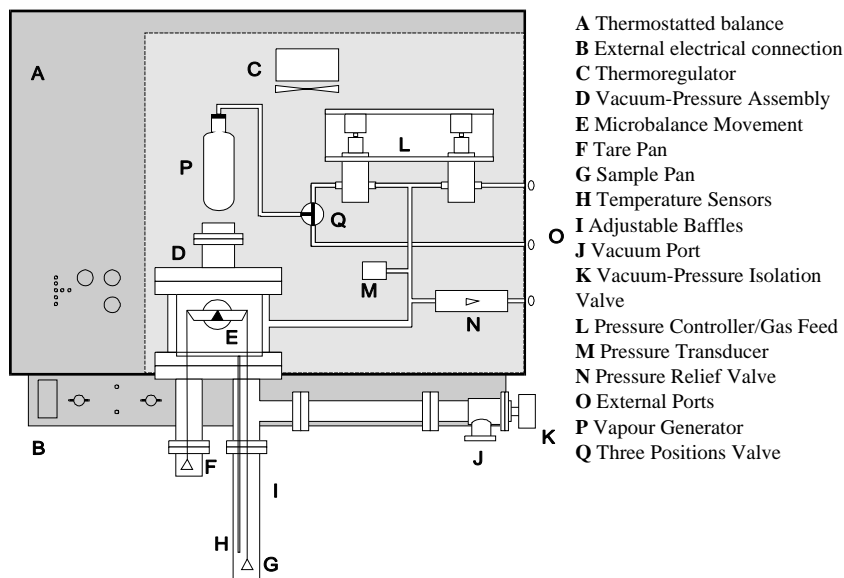 A
B
C
D
E
F
G
H
I
J
K
L
M
N
O
P
Q
A Thermostatted balance
B External electrical connection
C Thermoregulator
D Vacuum-Pressure Assembly
E Microbalance Movement
F Tare Pan
G Sample Pan
H Temperature Sensors
I Adjustable Baffles
J Vacuum Port
K Vacuum-Pressure Isolation
Valve
L Pressure Controller/Gas Feed
M Pressure Transducer
N Pressure Relief Valve
O External Ports
P Vapour Generator
Q Three Positions Valve